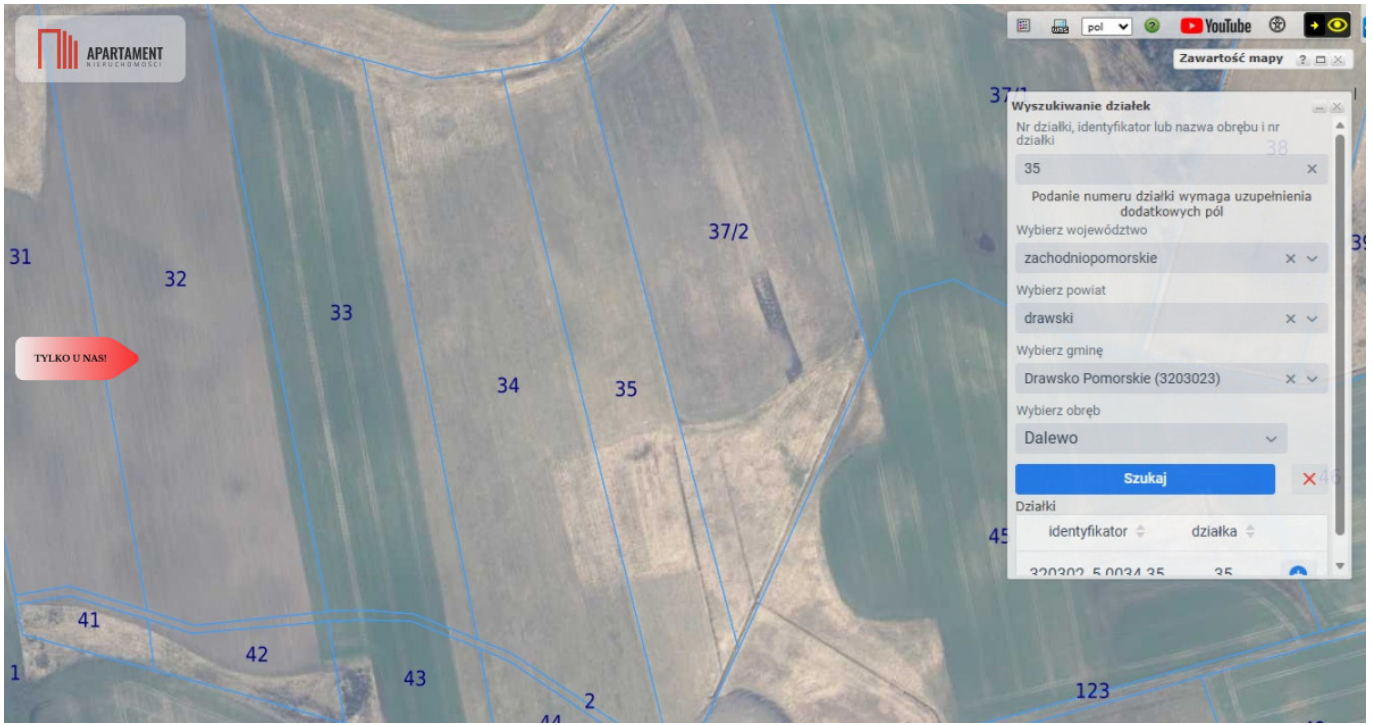 APARTAMENT
NIERUCHOMOŚCI
pol
YouTube
Zawartość mapy
37/1
Wyszukiwanie działek
Nr działki, identyfikator lub nazwa obrębu i nr
działki
38
35
Podanie numeru działki wymaga uzupełnienia
dodatkowych pól
Wybierz województwo
zachodniopomorskie
Wybierz powiat
drawski
Wybierz gminę
Drawsko Pomorskie (3203023)
Wybierz obręb
Dalewo
Szukaj
46
Działki
identyfikator
działka
320302_5.0034.35
35
37/2
31
32
39
33
TYLKO U NAS!
34
35
45
41
42
1
43
2
123
44